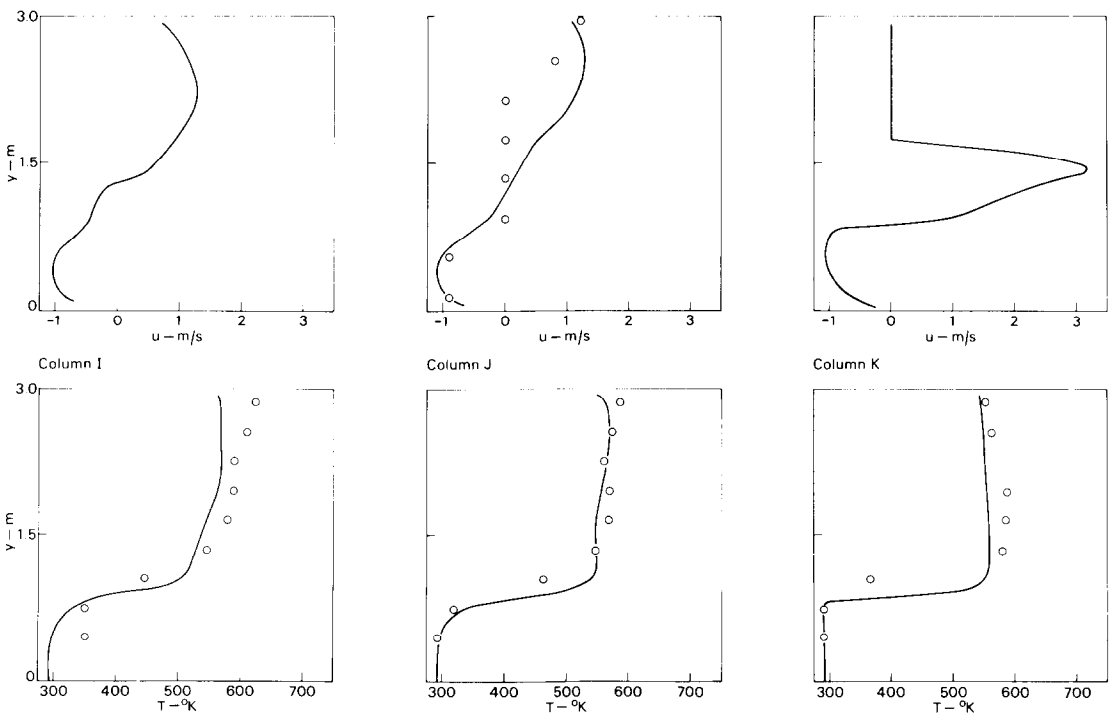 3.0
1.5
0
y – m
-1 0 1 2 3
u – m/s
-1 0 1 2 3
u – m/s
-1 0 1 2 3
u – m/s
Column I
Column J
Column K
3.0
1.5
0
y – m
300 400 500 600 700
T – °K
300 400 500 600 700
T – °K
300 400 500 600 700
T – °K